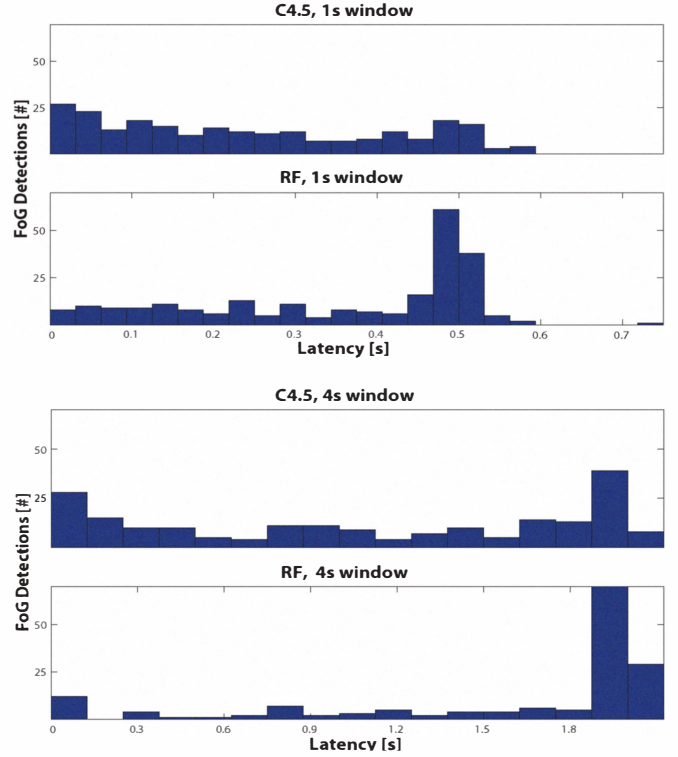 C4.5, 1s window
50
25
RF, 1s window
FoG Detections [#]
50
25
0 0.1 0.2 0.3 0.4 0.5 0.6 0.7
Latency [s]
C4.5, 4s window
50
25
FoG Detections [#]
RF, 4s window
50
25
0 0.3 0.6 0.9 1.2 1.5 1.8
Latency [s]